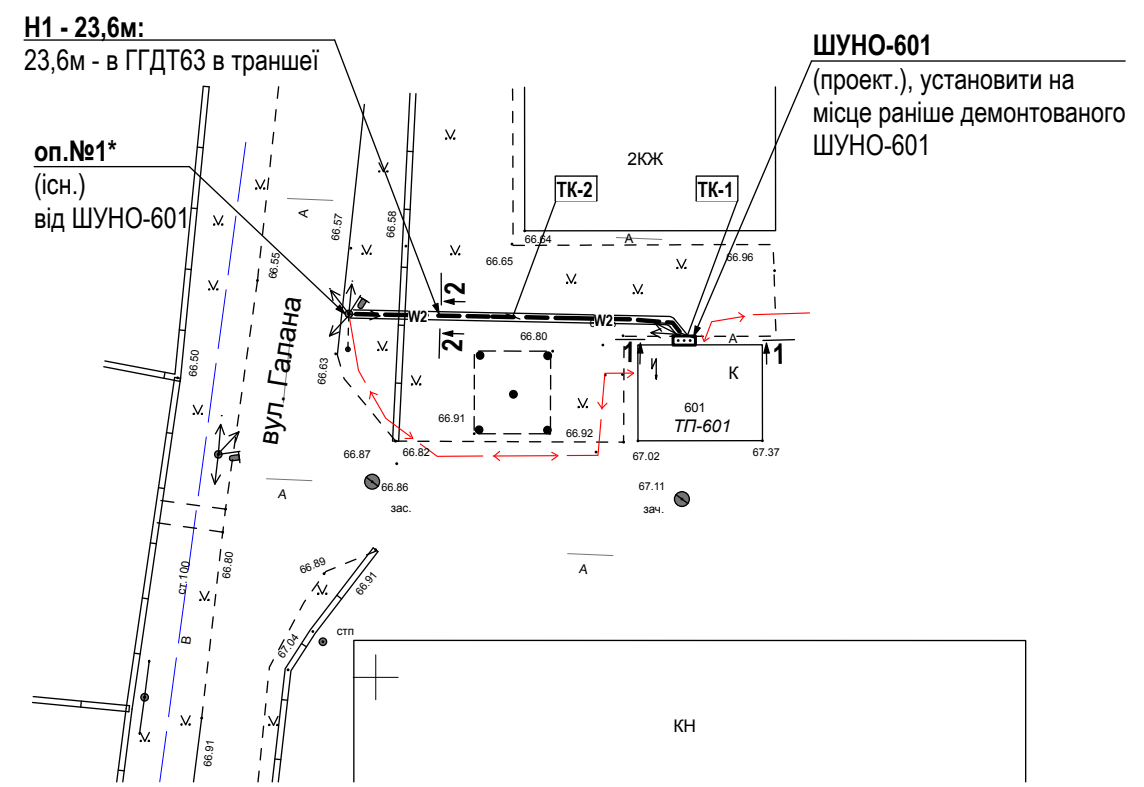 Н1 - 23,6м:
23,6м - в ГГДТ63 в траншеї
ШУНО-601
(проект.), установити на
місце раніше демонтованого
ШУНО-601
оп.№1*
(існ.)
від ШУНО-601
2КЖ
ТК-2
ТК-1
А
66.57
66.58
66.64
А
66.65
66.96
66.55
2
W2
W2
2
66.80
1
А
1
66.50
вул. Галана
66.63
И
К
601
ТП-601
66.91
66.92
66.87
66.82
67.02
67.37
А
66.86
зас.
67.11
зач.
66.80
ст.100
66.89
66.91
А
В
67.04
стп
КН
66.91